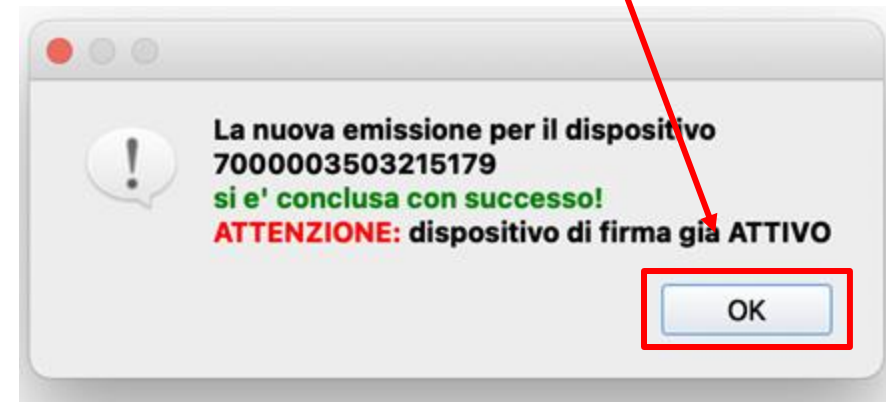 La nuova emissione per il dispositivo
7000003503215179
si e' conclusa con successo!
ATTENZIONE: dispositivo di firma già ATTIVO
OK